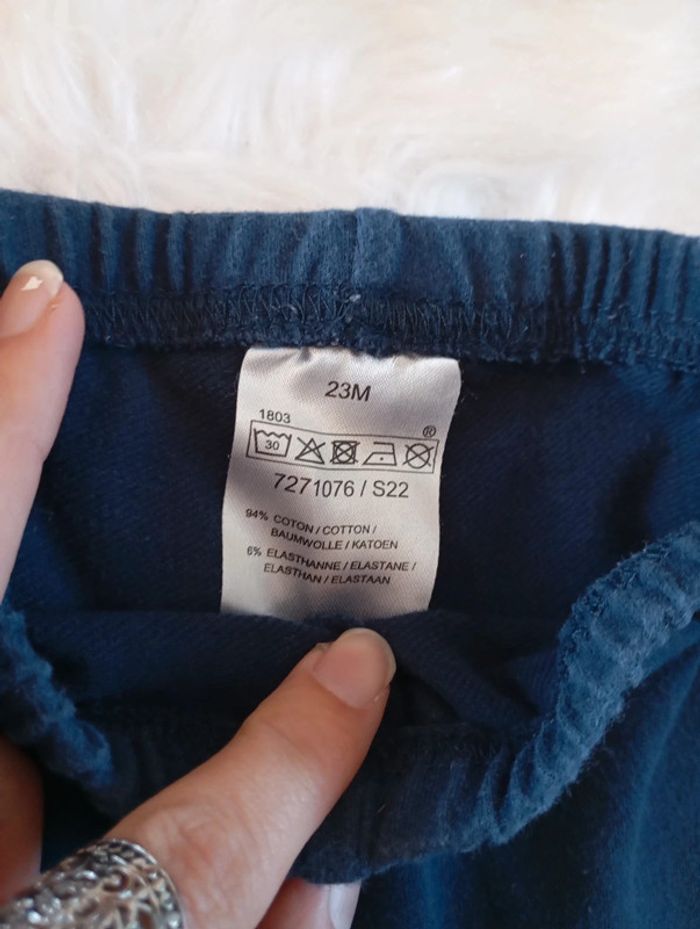 23M
1803
®
30
7271076 / S22
94% COTON / COTTON /
BAUMWOLLE / KATOEN
6% ELASTHANNE / ELASTANE /
ELASTHAN / ELASTAAN